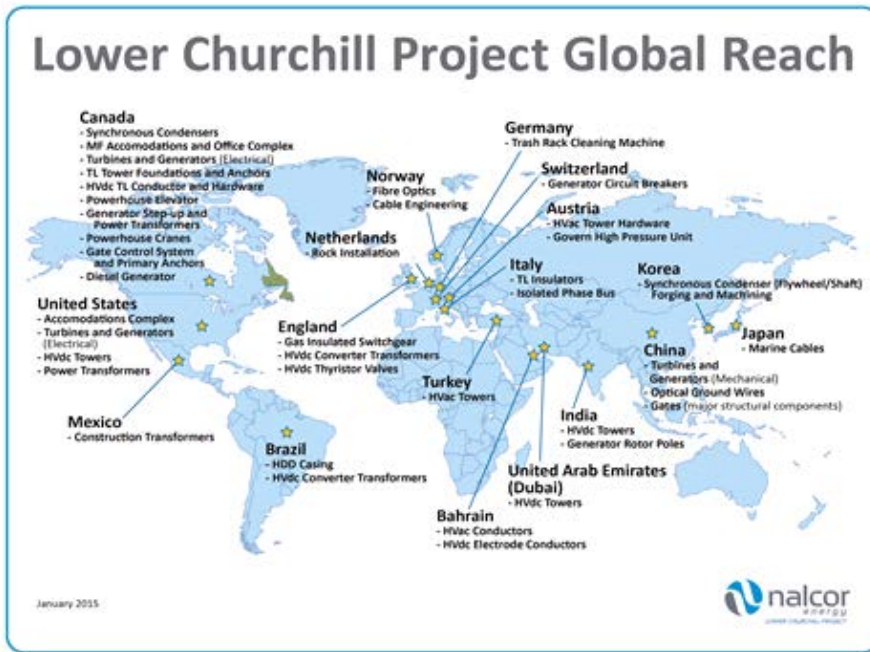 Lower Churchill Project Global Reach
Canada
- Synchronous Condensers
- MF Accomodations and Office Complex
- Turbines and Generators (Electrical)
- TL Tower Foundations and Anchors
- HVdc TL Conductor and Hardware
- Powerhouse Elevator
- Generator Step-up and
Power Transformers
- Powerhouse Cranes
- Gate Control System
and Primary Anchors
- Diesel Generator
United States
- Accomodations Complex
- Turbines and Generators
(Electrical)
- HVdc Towers
- Power Transformers
Mexico
- Construction Transformers
Brazil
- HDD Casing
- HVdc Converter Transformers
Norway
- Fibre Optics
- Cable Engineering
Netherlands
- Rock Installation
England
- Gas Insulated Switchgear
- HVdc Converter Transformers
- HVdc Thyristor Valves
Germany
- Trash Rack Cleaning Machine
Switzerland
- Generator Circuit Breakers
Austria
- HVac Tower Hardware
- Govern High Pressure Unit
Italy
- TL Insulators
- Isolated Phase Bus
Turkey
- HVac Towers
Bahrain
- HVac Conductors
- HVdc Electrode Conductors
United Arab Emirates
(Dubai)
- HVdc Towers
India
- HVdc Towers
- Generator Rotor Poles
Korea
- Synchronous Condenser (Flywheel/Shaft)
Forging and Machining
Japan
- Marine Cables
China
- Turbines and
Generators (Mechanical)
- Optical Ground Wires
- Gates (major structural components)
January 2015
nalcor
energy
LOWER CHURCHILL PROJECT